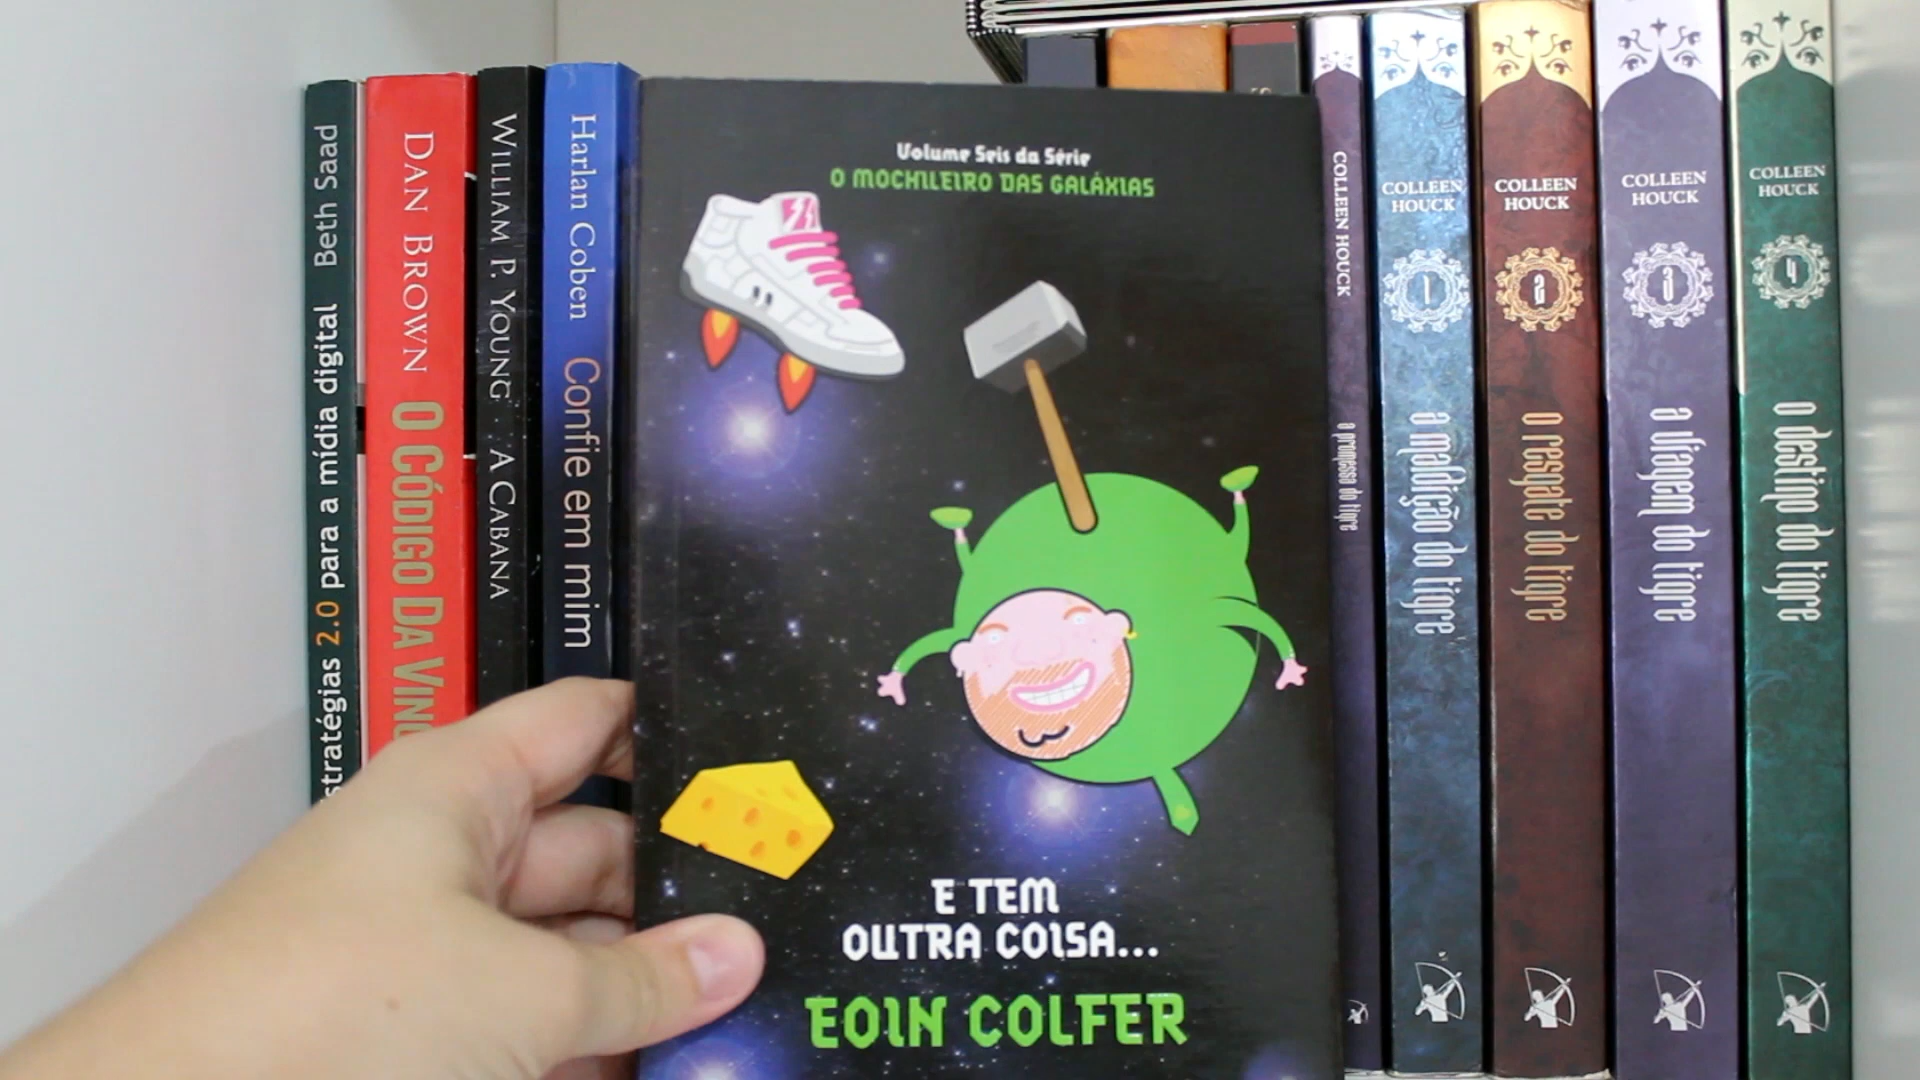 Beth Saad
stratégias 2.0 para a mídia digital
DAN BROWN
O CÓDIGO DA VINC
WILLIAM P. YOUNG · A CABANA
Harlan Coben
Confie em mim
Volume Seis da Série
O MOCHILEIRO DAS GALÁXIAS
E TEM
OUTRA COISA...
EOIN COLFER
COLLEEN HOUCK
a promessa do tigre
COLLEEN
HOUCK
1
a maldição do tigre
COLLEEN
HOUCK
2
o resgate do tigre
COLLEEN
HOUCK
3
a viagem do tigre
COLLEEN
HOUCK
4
o destino do tigre